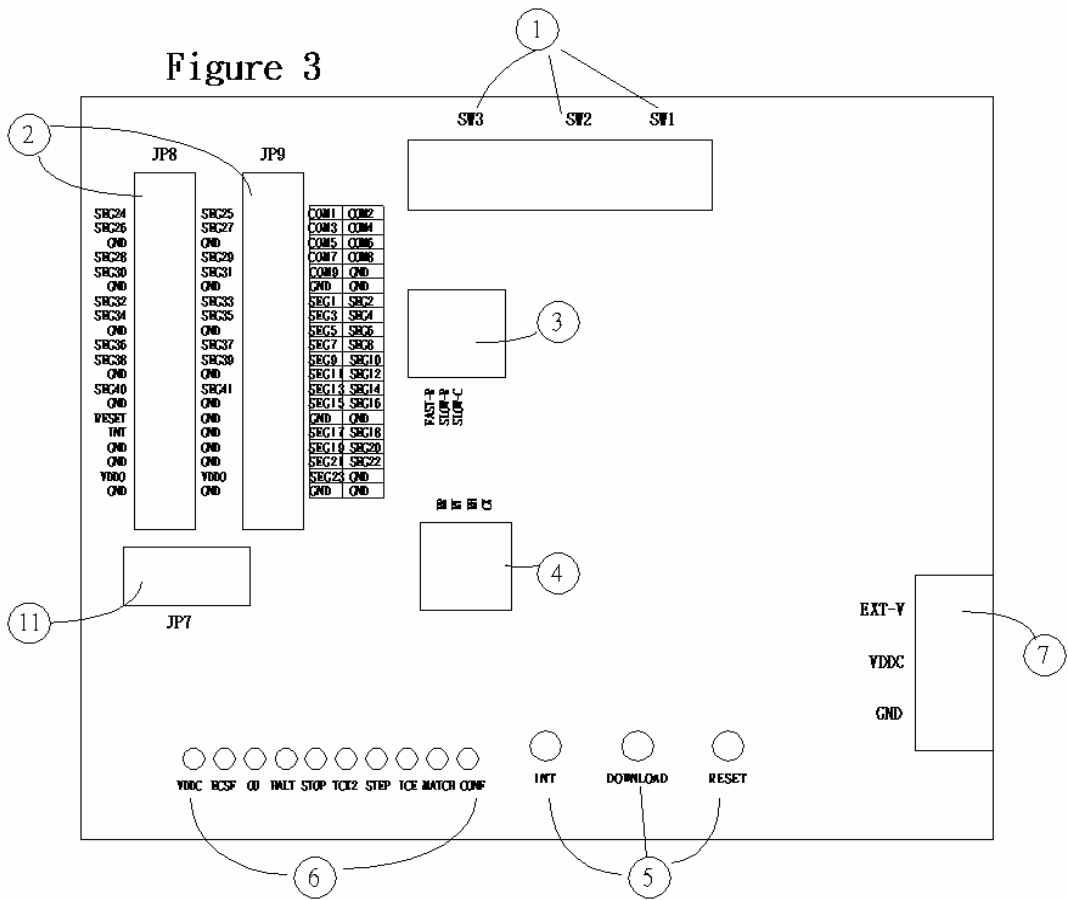 1
Figure 3
SW3 SW2 SW1
2
JP8 JP9
SEG24 SEG25 COM1 COM2
SEG26 SEG27 COM3 COM4
GND GND COM5 COM6
SEG28 SEG29 COM7 COM8
SEG30 SEG31 COM9 GND
GND GND GND GND
SEG32 SEG33 SEG1 SEG2
SEG34 SEG35 SEG3 SEG4
GND GND SEG5 SEG6
SEG36 SEG37 SEG7 SEG8
SEG38 SEG39 SEG9 SEG10
GND GND SEG11 SEG12
SEG40 SEG41 SEG13 SEG14
GND GND SEG15 SEG16
RESET GND GND GND
INT GND SEG17 SEG18
GND GND SEG19 SEG20
GND GND SEG21 SEG22
VDDO VDDO SEG23 GND
GND GND GND GND
3
FAST-R
SLOW-R
SLOW-C
4
11
JP7
EXT-V
7
VDDC
GND
VDDC STOP STEP TCE MATCH CONF
HALT TCK2
INT DOWNLOAD RESET
6 5